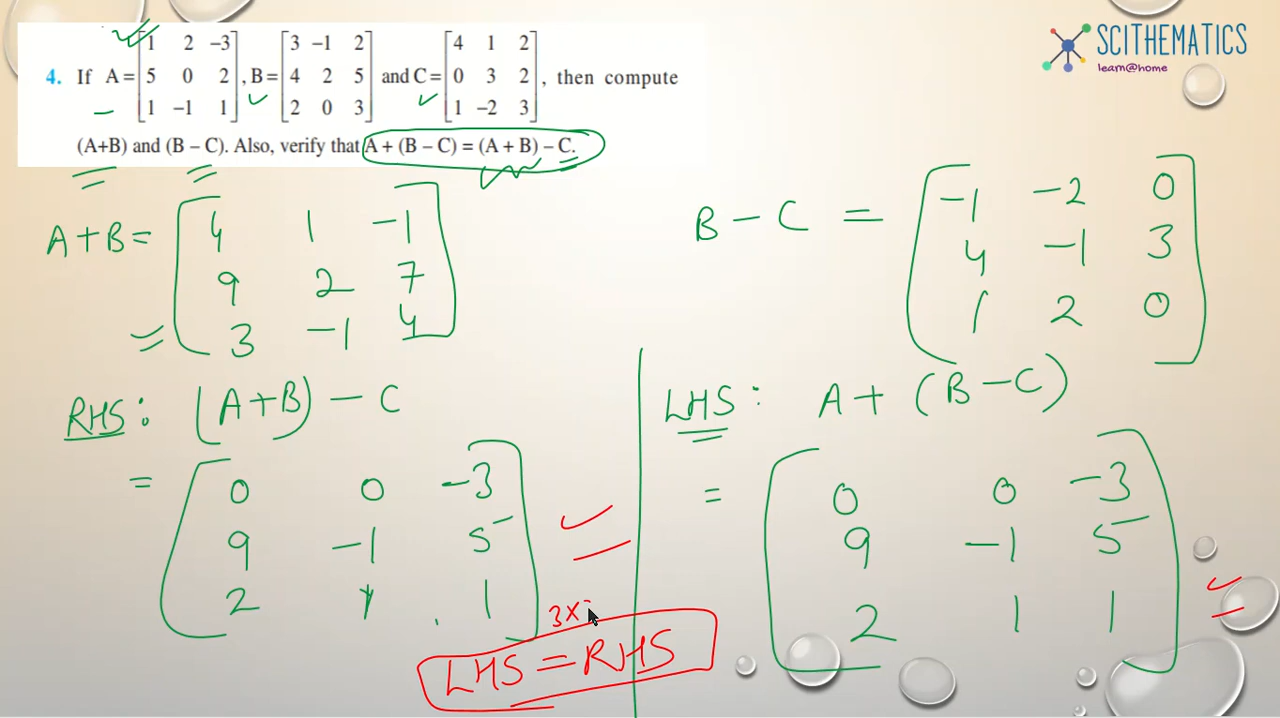 SCITHEMATICS
learn@home
4. If A = [1 2 −3; 5 0 2; 1 −1 1], B = [3 −1 2; 4 2 5; 2 0 3] and C = [4 1 2; 0 3 2; 1 −2 3], then compute
(A+B) and (B – C). Also, verify that A + (B – C) = (A + B) – C.
A+B =
4 1 -1
9 2 7
3 -1 4
B - C =
-1 -2 0
4 -1 3
1 2 0
RHS: (A+B) - C
=
0 0 -3
9 -1 5
2 1 1
LHS: A + (B - C)
=
0 0 -3
9 -1 5
2 1 1
3x
LHS = RHS